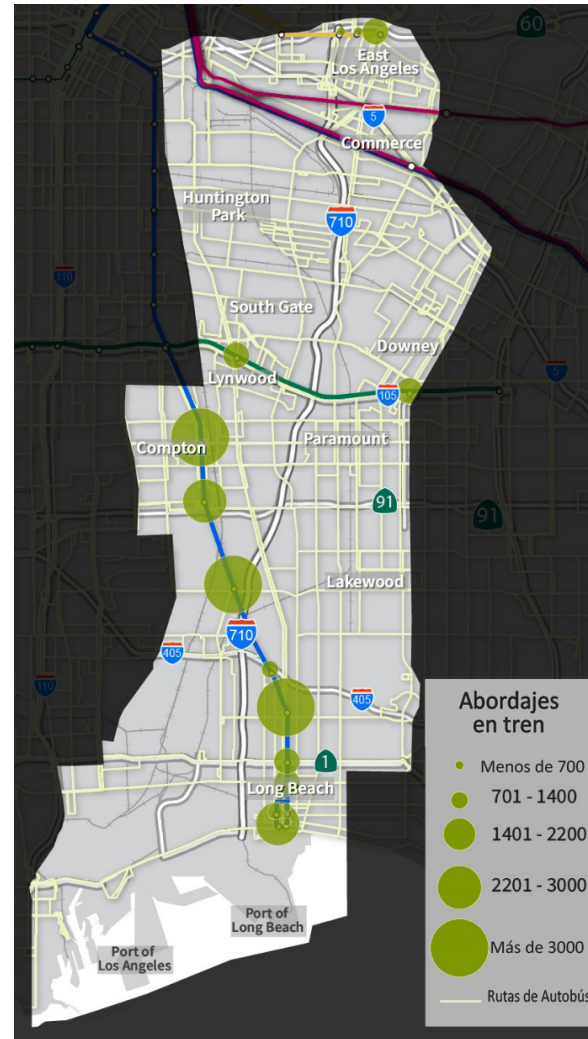 60
East
Los Angeles
5
Commerce
Huntington
Park
710
110
South Gate
Downey
5
Lynwood
105
Compton
Paramount
91
91
Lakewood
710
405
405
110
1
Long Beach
Port of
Long Beach
Port of
Los Angeles
Abordajes
en tren
Menos de 700
701 - 1400
1401 - 2200
2201 - 3000
Más de 3000
Rutas de Autobús